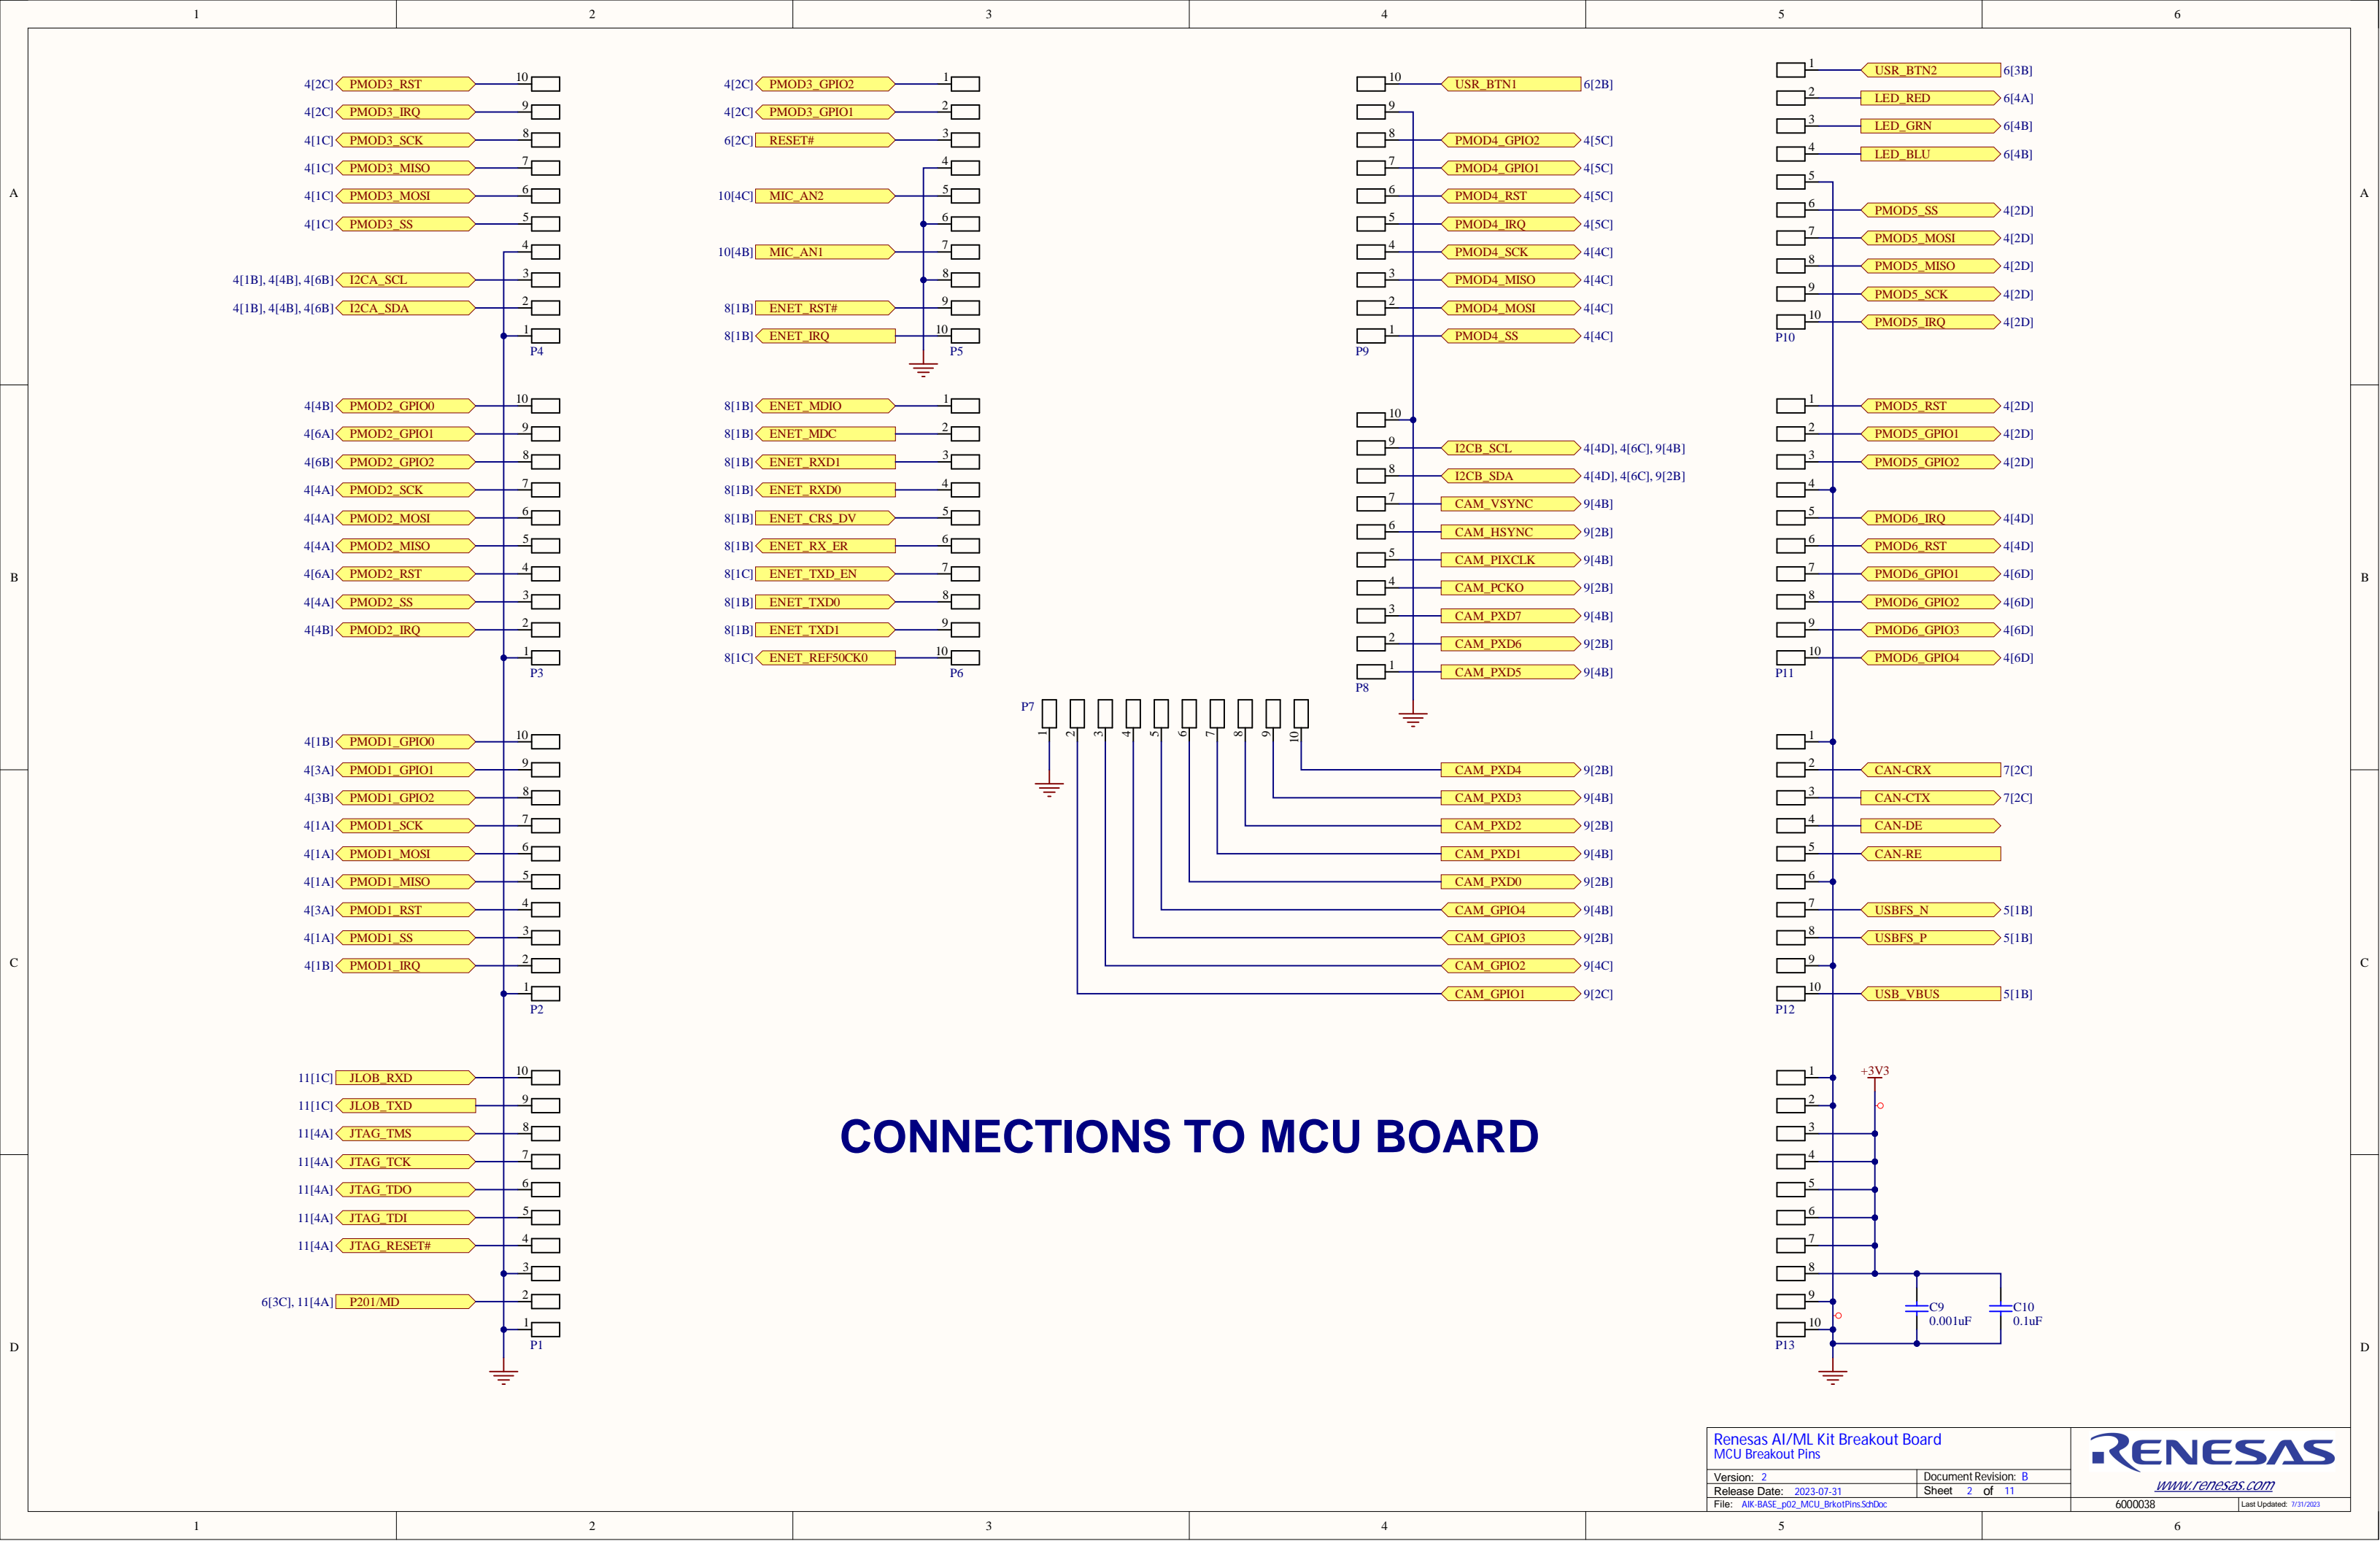 1 2 3 4 5 6
A A
B B
C C
D D
4[2C] PMOD3_RST 10
4[2C] PMOD3_IRQ 9
4[1C] PMOD3_SCK 8
4[1C] PMOD3_MISO 7
4[1C] PMOD3_MOSI 6
4[1C] PMOD3_SS 5
4
4[1B], 4[4B], 4[6B] I2CA_SCL 3
4[1B], 4[4B], 4[6B] I2CA_SDA 2
1
P4
4[4B] PMOD2_GPIO0 10
4[6A] PMOD2_GPIO1 9
4[6B] PMOD2_GPIO2 8
4[4A] PMOD2_SCK 7
4[4A] PMOD2_MOSI 6
4[4A] PMOD2_MISO 5
4[6A] PMOD2_RST 4
4[4A] PMOD2_SS 3
4[4B] PMOD2_IRQ 2
1
P3
4[1B] PMOD1_GPIO0 10
4[3A] PMOD1_GPIO1 9
4[3B] PMOD1_GPIO2 8
4[1A] PMOD1_SCK 7
4[1A] PMOD1_MOSI 6
4[1A] PMOD1_MISO 5
4[3A] PMOD1_RST 4
4[1A] PMOD1_SS 3
4[1B] PMOD1_IRQ 2
1
P2
11[1C] JLOB_RXD 10
11[1C] JLOB_TXD 9
11[4A] JTAG_TMS 8
11[4A] JTAG_TCK 7
11[4A] JTAG_TDO 6
11[4A] JTAG_TDI 5
11[4A] JTAG_RESET# 4
3
6[3C], 11[4A] P201/MD 2
1
P1
4[2C] PMOD3_GPIO2 1
4[2C] PMOD3_GPIO1 2
6[2C] RESET# 3
4
10[4C] MIC_AN2 5
6
10[4B] MIC_AN1 7
8
8[1B] ENET_RST# 9
8[1B] ENET_IRQ 10
P5
8[1B] ENET_MDIO 1
8[1B] ENET_MDC 2
8[1B] ENET_RXD1 3
8[1B] ENET_RXD0 4
8[1B] ENET_CRS_DV 5
8[1B] ENET_RX_ER 6
8[1C] ENET_TXD_EN 7
8[1B] ENET_TXD0 8
8[1B] ENET_TXD1 9
8[1C] ENET_REF50CK0 10
P6
10 USR_BTN1 6[2B]
9
8 PMOD4_GPIO2 4[5C]
7 PMOD4_GPIO1 4[5C]
6 PMOD4_RST 4[5C]
5 PMOD4_IRQ 4[5C]
4 PMOD4_SCK 4[4C]
3 PMOD4_MISO 4[4C]
2 PMOD4_MOSI 4[4C]
1 PMOD4_SS 4[4C]
P9
10
9 I2CB_SCL 4[4D], 4[6C], 9[4B]
8 I2CB_SDA 4[4D], 4[6C], 9[2B]
7 CAM_VSYNC 9[4B]
6 CAM_HSYNC 9[2B]
5 CAM_PIXCLK 9[4B]
4 CAM_PCKO 9[2B]
3 CAM_PXD7 9[4B]
2 CAM_PXD6 9[2B]
1 CAM_PXD5 9[4B]
P8
P7
1 2 3 4 5 6 7 8 9 10
CAM_PXD4 9[2B]
CAM_PXD3 9[4B]
CAM_PXD2 9[2B]
CAM_PXD1 9[4B]
CAM_PXD0 9[2B]
CAM_GPIO4 9[4B]
CAM_GPIO3 9[2B]
CAM_GPIO2 9[4C]
CAM_GPIO1 9[2C]
1 USR_BTN2 6[3B]
2 LED_RED 6[4A]
3 LED_GRN 6[4B]
4 LED_BLU 6[4B]
5
6 PMOD5_SS 4[2D]
7 PMOD5_MOSI 4[2D]
8 PMOD5_MISO 4[2D]
9 PMOD5_SCK 4[2D]
10 PMOD5_IRQ 4[2D]
P10
1 PMOD5_RST 4[2D]
2 PMOD5_GPIO1 4[2D]
3 PMOD5_GPIO2 4[2D]
4
5 PMOD6_IRQ 4[4D]
6 PMOD6_RST 4[4D]
7 PMOD6_GPIO1 4[6D]
8 PMOD6_GPIO2 4[6D]
9 PMOD6_GPIO3 4[6D]
10 PMOD6_GPIO4 4[6D]
P11
1
2 CAN-CRX 7[2C]
3 CAN-CTX 7[2C]
4 CAN-DE
5 CAN-RE
6
7 USBFS_N 5[1B]
8 USBFS_P 5[1B]
9
10 USB_VBUS 5[1B]
P12
1 +3V3
2
3
4
5
6
7
8
9 C9 C10
0.001uF 0.1uF
10
P13
CONNECTIONS TO MCU BOARD
Renesas AI/ML Kit Breakout Board
MCU Breakout Pins
Version: 2 Document Revision: B
Release Date: 2023-07-31 Sheet 2 of 11
File: AIK-BASE_p02_MCU_BrkotPins.SchDoc
RENESAS
www.renesas.com
6000038 Last Updated: 7/31/2023
1 2 3 4 5 6